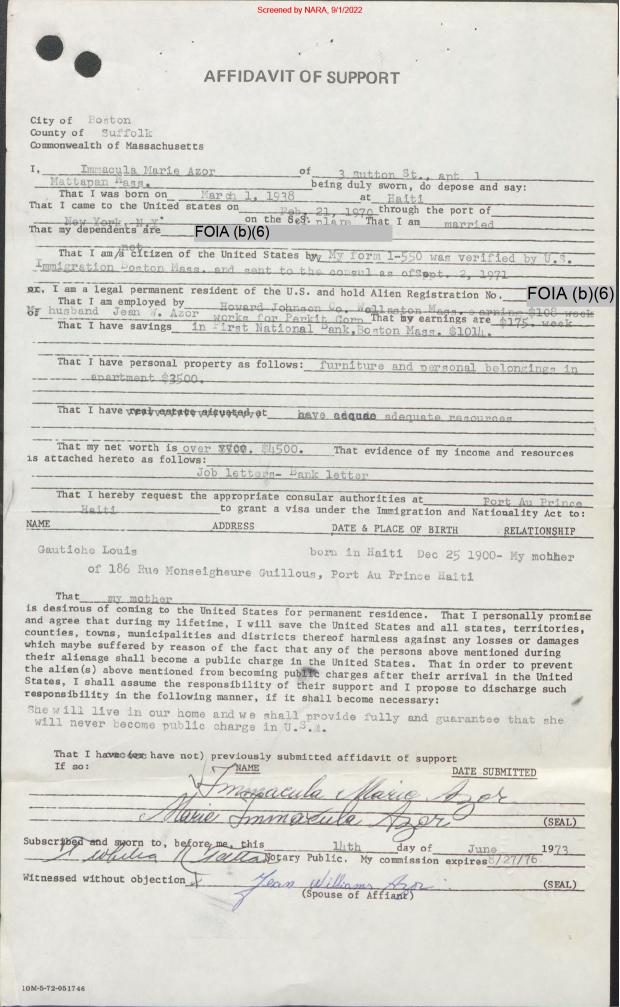 Screened by NARA, 9/1/2022
AFFIDAVIT OF SUPPORT
City of Boston
County of Suffolk
Commonwealth of Massachusetts
I, Immacula Marie Azor of 3 Sutton St., apt. 1
Mattapan Mass. being duly sworn, do depose and say:
That I was born on March 1, 1938 at Haiti
That I came to the United states on Feb. 21, 1970 through the port of
New York, N.Y. on the S.S. plane That I am married
That my dependents are FOIA (b)(6)
not
That I am/a citizen of the United States by My form I-550 was verified by U.S.
Immigration Boston Mass. and sent to the consul as of Sept. 2, 1971
or, I am a legal permanent resident of the U.S. and hold Alien Registration No. FOIA (b)(6)
That I am employed by Howard Johnson Co. Wollaston Mass. earning $108 week
My husband Jean W. Azor works for Parkit Corp That my earnings are $175. week
That I have savings in First National Bank, Boston Mass. $1014.
That I have personal property as follows: furniture and personal belongings in
apartment $3500.
That I have real estate situated at have adequate resources
That my net worth is over $4500. That evidence of my income and resources
is attached hereto as follows:
Job letters- Bank letter
That I hereby request the appropriate consular authorities at Port Au Prince
Haiti to grant a visa under the Immigration and Nationality Act to:
NAME ADDRESS DATE & PLACE OF BIRTH RELATIONSHIP
Gautiche Louis born in Haiti Dec 25 1900- My mother
of 186 Rue Monseigneure Guillous, Port Au Prince Haiti
That my mother
is desirous of coming to the United States for permanent residence. That I personally promise
and agree that during my lifetime, I will save the United States and all states, territories,
counties, towns, municipalities and districts thereof harmless against any losses or damages
which maybe suffered by reason of the fact that any of the persons above mentioned during
their alienage shall become a public charge in the United States. That in order to prevent
the alien(s) above mentioned from becoming public charges after their arrival in the United
States, I shall assume the responsibility of their support and I propose to discharge such
responsibility in the following manner, if it shall become necessary:
She will live in our home and we shall provide fully and guarantee that she
will never become public charge in U.S.A.
That I have (or have not) previously submitted affidavit of support
If so: NAME DATE SUBMITTED
Immacula Marie Azor
Marie Immacula Azor (SEAL)
Subscribed and sworn to, before me, this 14th day of June 1973
Notary Public. My commission expires 8/27/76
Witnessed without objection Jean Williams Azor (SEAL)
(Spouse of Affiant)
10M-5-72-051746